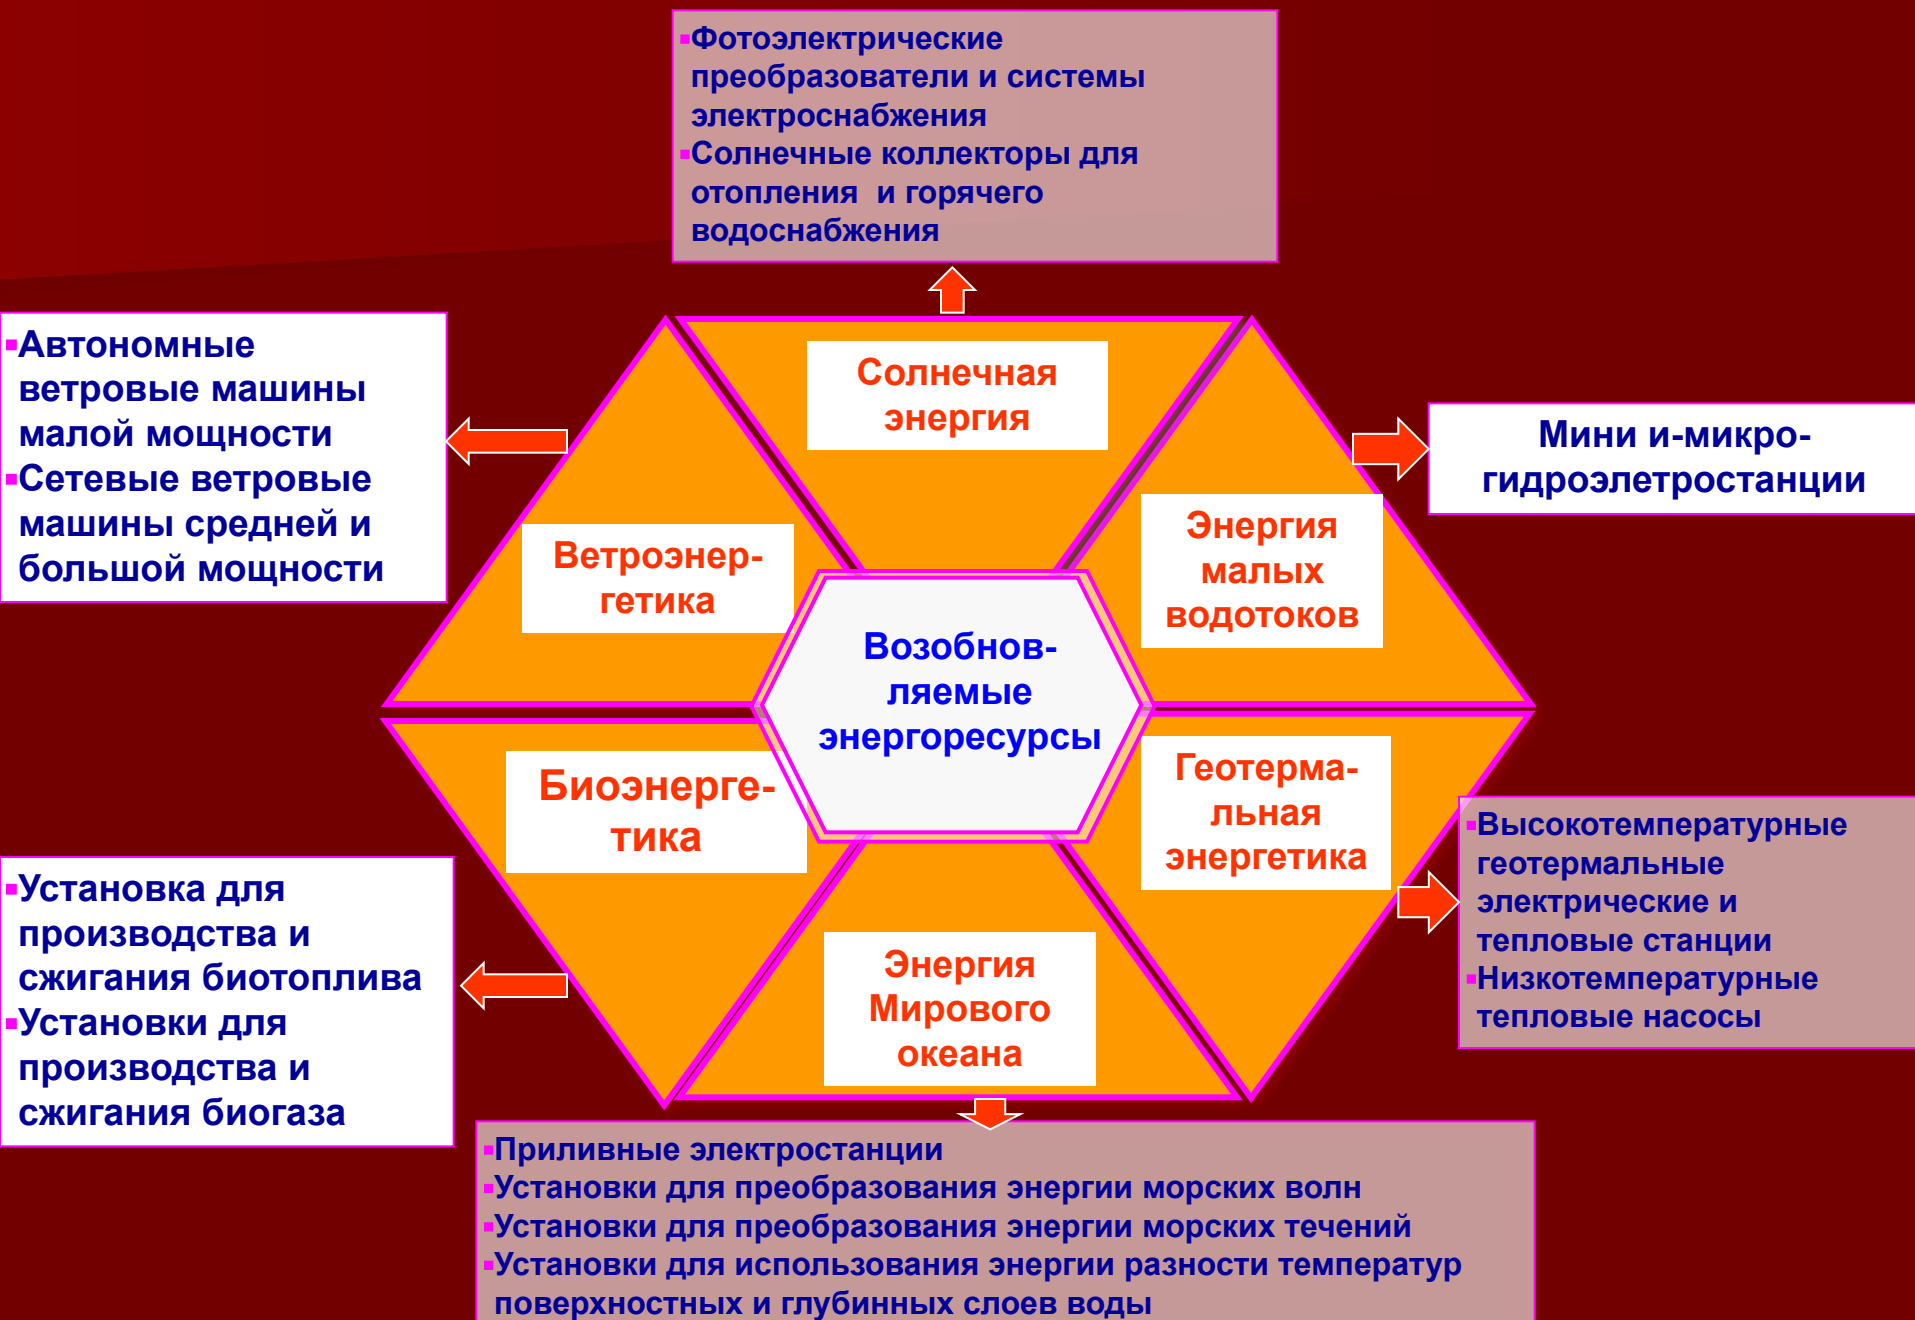 ▪Фотоэлектрические
преобразователи и системы
электроснабжения
▪Солнечные коллекторы для
отопления и горячего
водоснабжения
▪Автономные
ветровые машины
малой мощности
▪Сетевые ветровые
машины средней и
большой мощности
Солнечная
энергия
Мини и-микро-
гидроэлетростанции
Ветроэнер-
гетика
Энергия
малых
водотоков
Возобнов-
ляемые
энергоресурсы
Биоэнерге-
тика
Геотерма-
льная
энергетика
▪Высокотемпературные
геотермальные
электрические и
тепловые станции
▪Низкотемпературные
тепловые насосы
▪Установка для
производства и
сжигания биотоплива
▪Установки для
производства и
сжигания биогаза
Энергия
Мирового
океана
▪Приливные электростанции
▪Установки для преобразования энергии морских волн
▪Установки для преобразования энергии морских течений
▪Установки для использования энергии разности температур
поверхностных и глубинных слоев воды